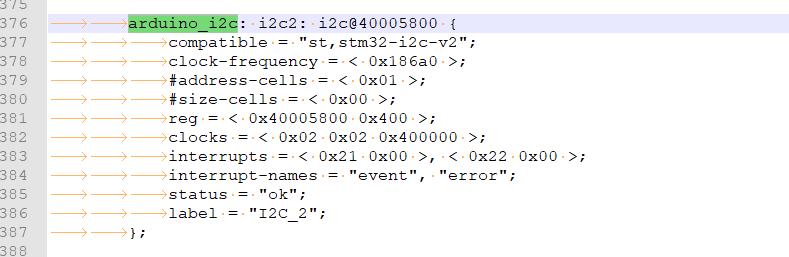 375
376 arduino_i2c: i2c2: i2c@40005800 {
377 compatible = "st,stm32-i2c-v2";
378 clock-frequency = < 0x186a0 >;
379 #address-cells = < 0x01 >;
380 #size-cells = < 0x00 >;
381 reg = < 0x40005800 0x400 >;
382 clocks = < 0x02 0x02 0x400000 >;
383 interrupts = < 0x21 0x00 >, < 0x22 0x00 >;
384 interrupt-names = "event", "error";
385 status = "ok";
386 label = "I2C_2";
387 };
388